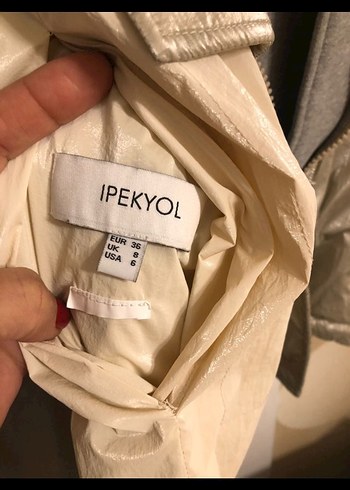 IPEKYOL
EUR 36
UK 8
USA 6